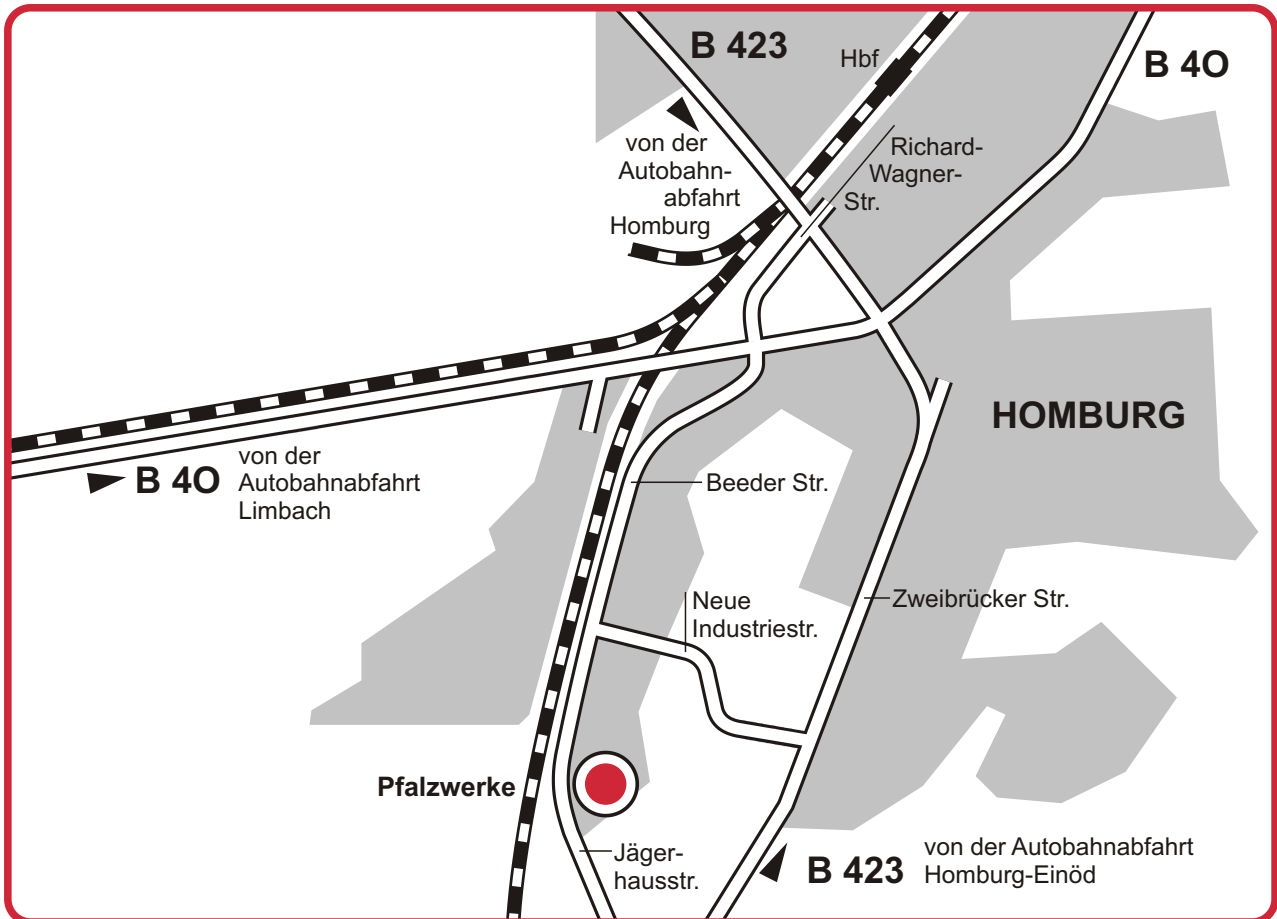 B 423
Hbf
B 4O
von der
Autobahn-
abfahrt
Homburg
Richard-
Wagner-
Str.
HOMBURG
B 4O
von der
Autobahnabfahrt
Limbach
Beeder Str.
Neue
Industriestr.
Zweibrücker Str.
Pfalzwerke
Jäger-
hausstr.
B 423
von der Autobahnabfahrt
Homburg-Einöd